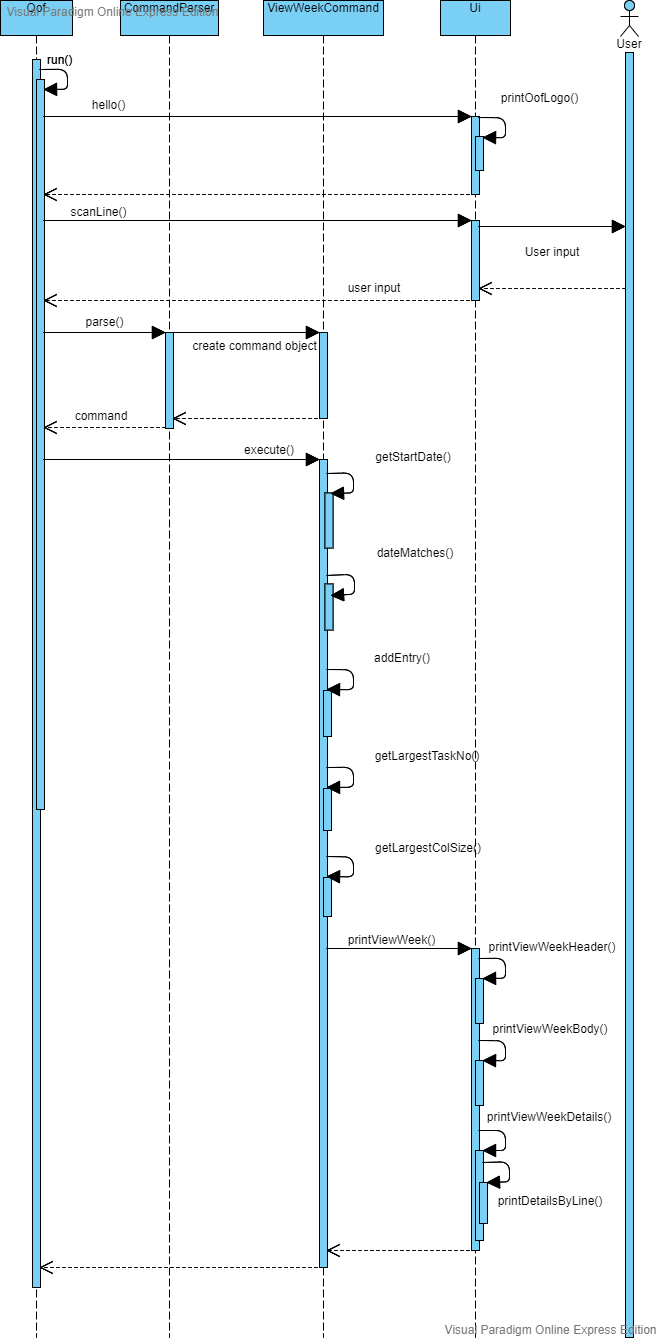 Oof
CommandParser
ViewWeekCommand
Ui
Visual Paradigm Online Express Edition
User
run()
hello()
printOofLogo()
scanLine()
User input
user input
parse()
create command object
command
execute()
getStartDate()
dateMatches()
addEntry()
getLargestTaskNo()
getLargestColSize()
printViewWeek()
printViewWeekHeader()
printViewWeekBody()
printViewWeekDetails()
printDetailsByLine()
Visual Paradigm Online Express Edition